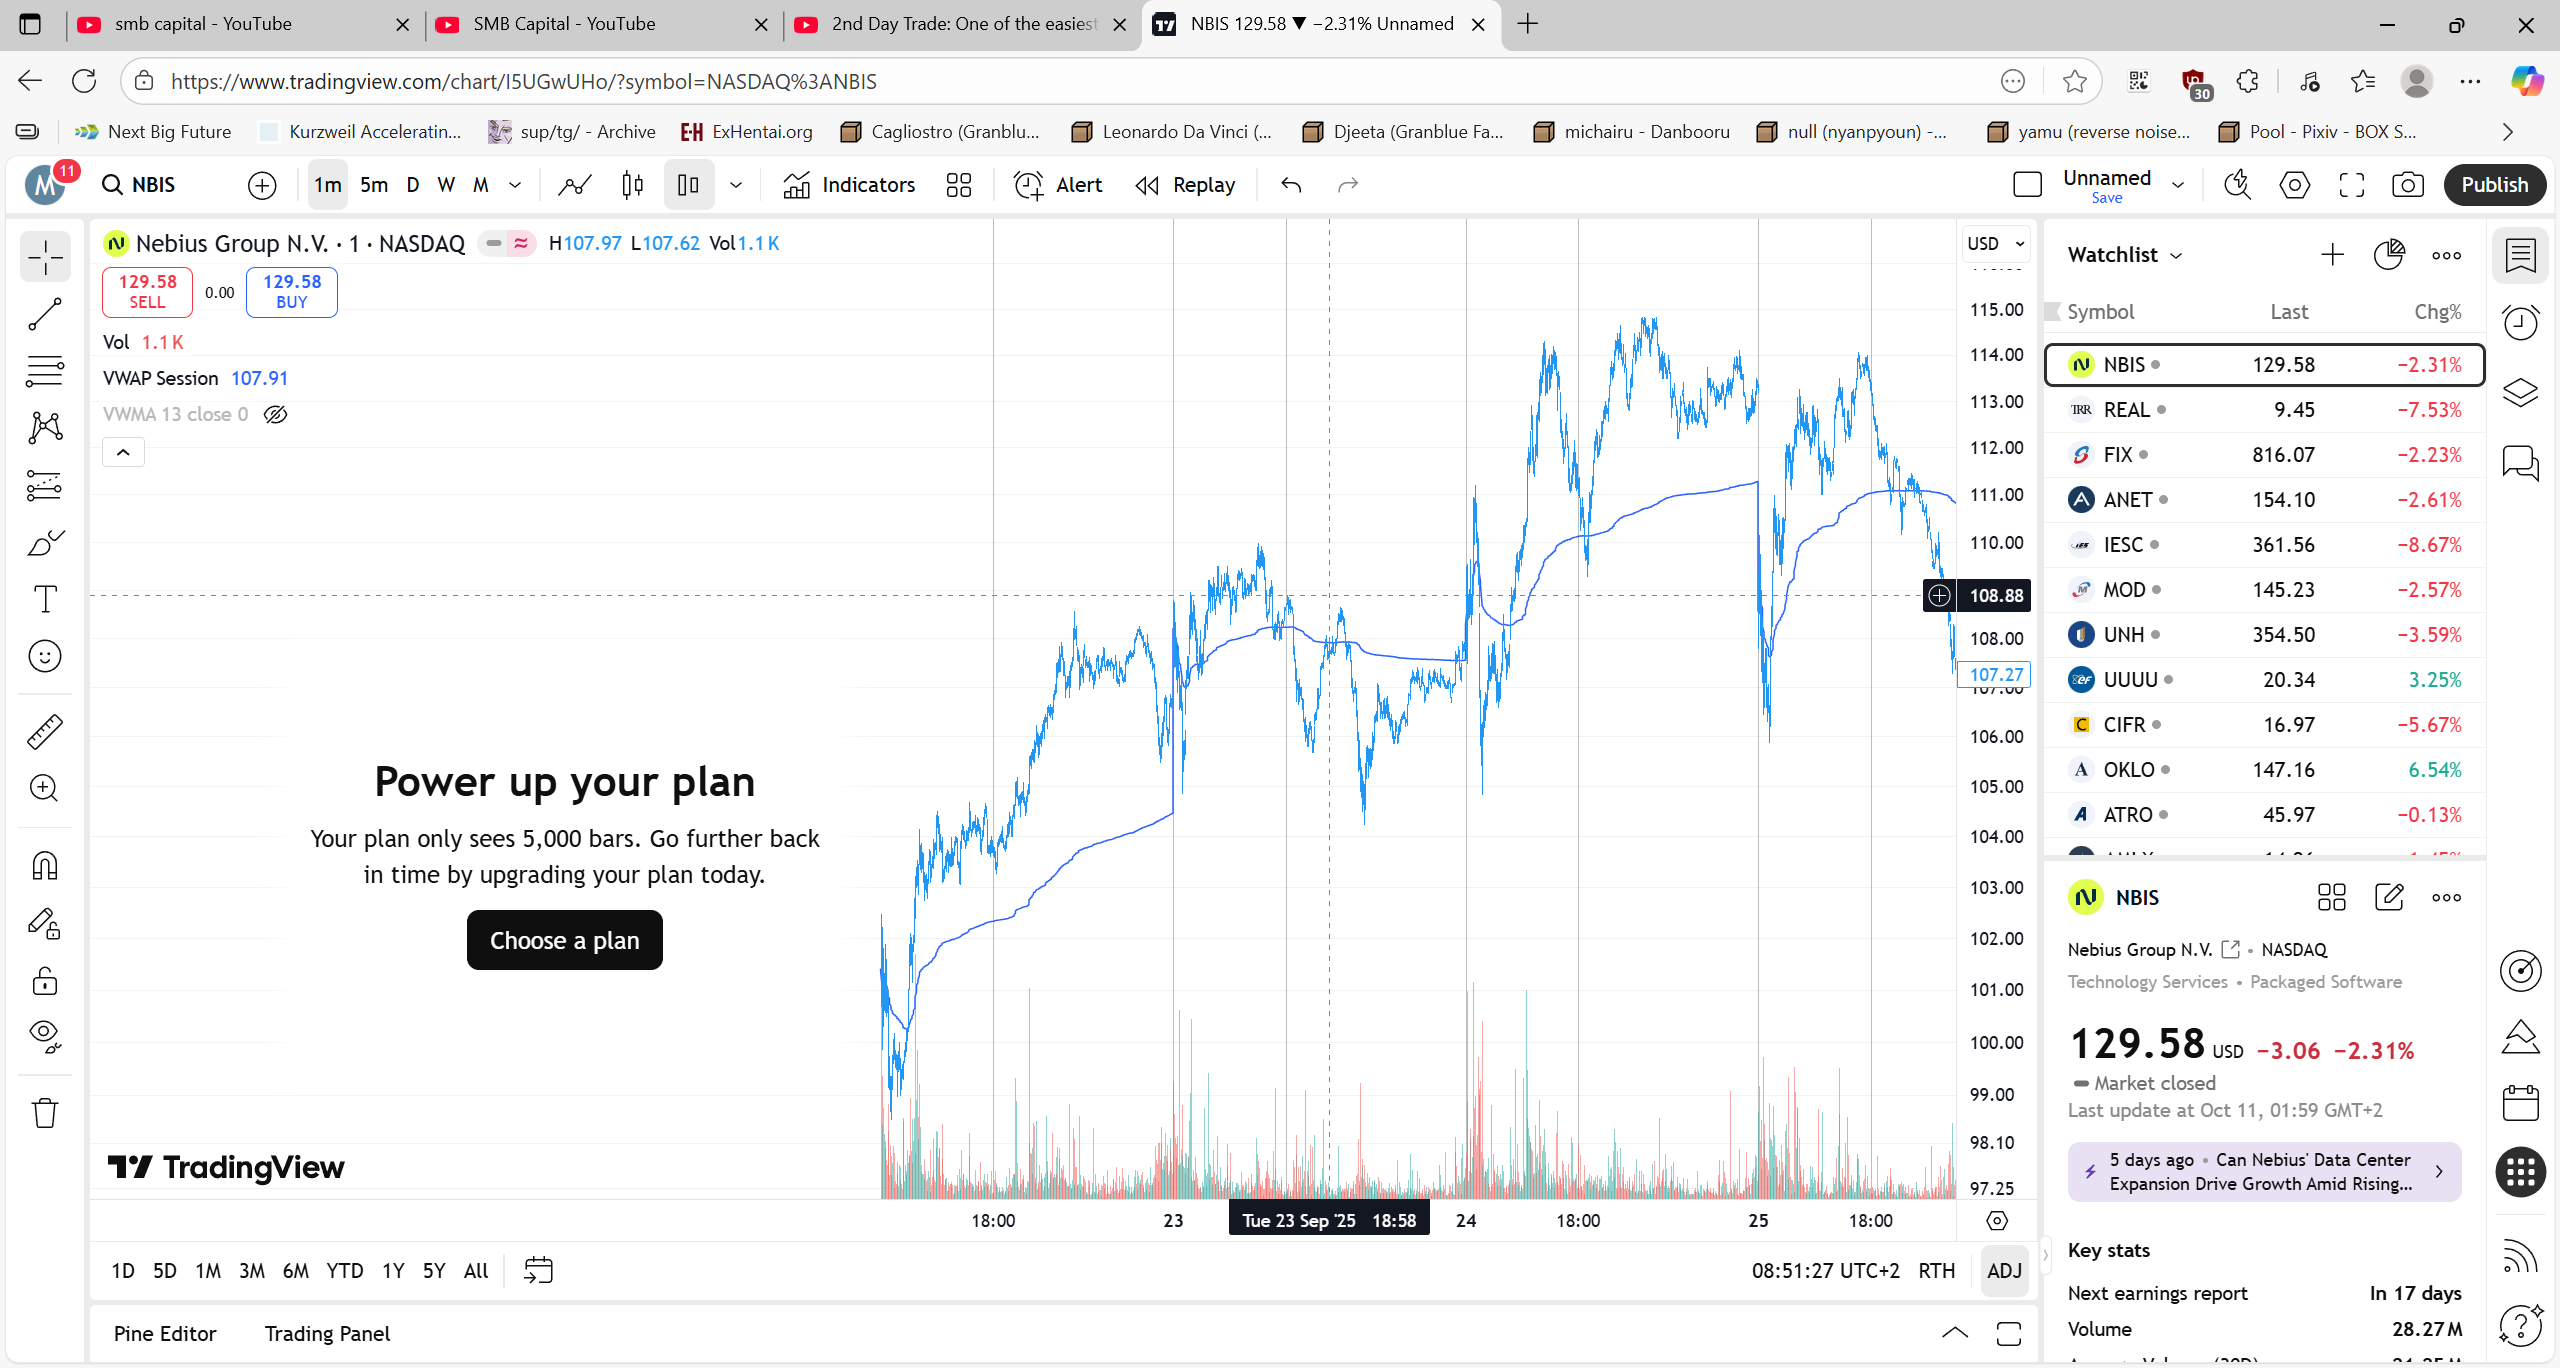 smb capital - YouTube
SMB Capital - YouTube
2nd Day Trade: One of the easiest
NBIS 129.58 ▼ −2.31% Unnamed
https://www.tradingview.com/chart/I5UGwUHo/?symbol=NASDAQ%3ANBIS
30
Next Big Future
Kurzweil Acceleratin...
sup/tg/ - Archive
ExHentai.org
Cagliostro (Granblu...
Leonardo Da Vinci (...
Djeeta (Granblue Fa...
michairu - Danbooru
null (nyanpyoun) -...
yamu (reverse noise...
Pool - Pixiv - BOX S...
M 11
NBIS
1m 5m D W M
Indicators
Alert
Replay
Unnamed
Save
Publish
Nebius Group N.V. · 1 · NASDAQ
H107.97 L107.62 Vol1.1 K
129.58
SELL
0.00
129.58
BUY
Vol 1.1 K
VWAP Session 107.91
VWMA 13 close 0
Power up your plan
Your plan only sees 5,000 bars. Go further back
in time by upgrading your plan today.
Choose a plan
TradingView
USD
115.00
114.00
113.00
112.00
111.00
110.00
108.88
108.00
107.27
107.00
106.00
105.00
104.00
103.00
102.00
101.00
100.00
99.00
98.10
97.25
18:00
23
Tue 23 Sep '25 18:58
24
18:00
25
18:00
1D 5D 1M 3M 6M YTD 1Y 5Y All
08:51:27 UTC+2 RTH ADJ
Pine Editor
Trading Panel
Watchlist
Symbol Last Chg%
NBIS 129.58 −2.31%
REAL 9.45 −7.53%
FIX 816.07 −2.23%
ANET 154.10 −2.61%
IESC 361.56 −8.67%
MOD 145.23 −2.57%
UNH 354.50 −3.59%
UUUU 20.34 3.25%
CIFR 16.97 −5.67%
OKLO 147.16 6.54%
ATRO 45.97 −0.13%
NBIS
Nebius Group N.V. • NASDAQ
Technology Services • Packaged Software
129.58 USD −3.06 −2.31%
Market closed
Last update at Oct 11, 01:59 GMT+2
5 days ago • Can Nebius' Data Center
Expansion Drive Growth Amid Rising...
Key stats
Next earnings report In 17 days
Volume 28.27 M